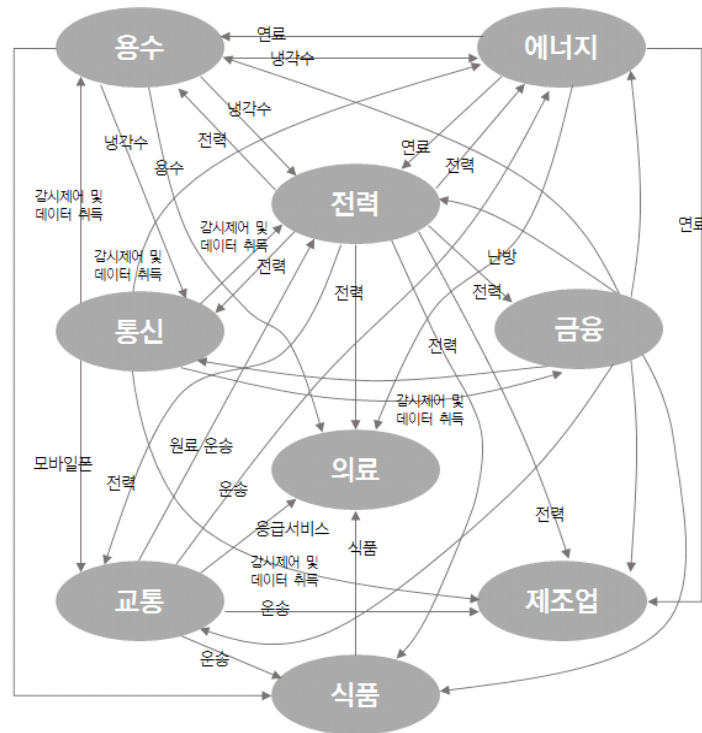 연료
용수
에너지
냉각수
냉각수
냉각수
전력
용수
연료
전력
감시제어 및
데이터 취득
전력
감시제어 및
데이터 취득
연료
감시제어 및
데이터 취득
난방
전력
전력
전력
통신
금융
전력
감시제어 및
데이터 취득
원료 운송
의료
모바일폰
전력
운송
전력
응급서비스
식품
감시제어 및
데이터 취득
교통
운송
제조업
운송
식품